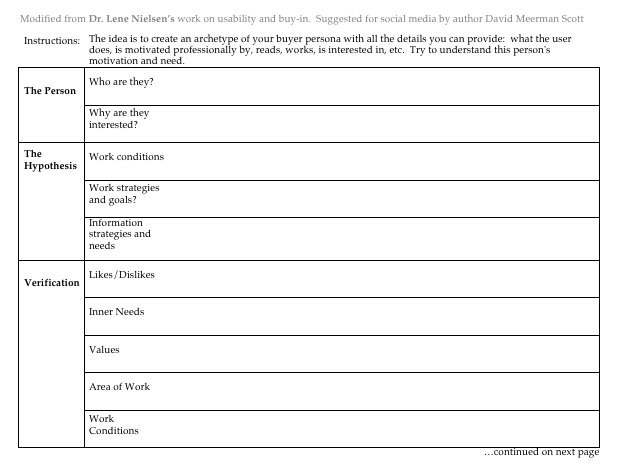 Modified from Dr. Lene Nielsen's work on usability and buy-in.  Suggested for social media by author David Meerman Scott
Instructions: The idea is to create an archetype of your buyer persona with all the details you can provide:  what the user
does, is motivated professionally by, reads, works, is interested in, etc.  Try to understand this person's
motivation and need.
The Person
Who are they?
Why are they
interested?
The
Hypothesis
Work conditions
Work strategies
and goals?
Information
strategies and
needs
Verification
Likes/Dislikes
Inner Needs
Values
Area of Work
Work
Conditions
…continued on next page